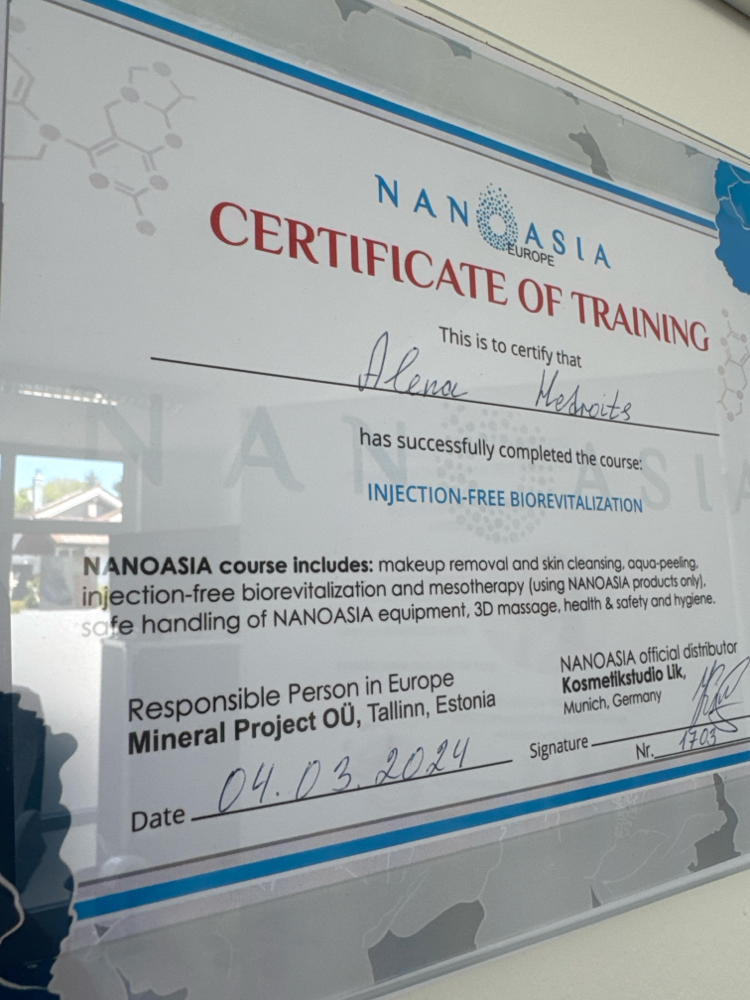 NANOASIA
EUROPE
CERTIFICATE OF TRAINING
This is to certify that
Alena
has successfully completed the course:
INJECTION-FREE BIOREVITALIZATION
NANOASIA course includes: makeup removal and skin cleansing, aqua-peeling,
injection-free biorevitalization and mesotherapy (using NANOASIA products only),
safe handling of NANOASIA equipment, 3D massage, health & safety and hygiene.
Responsible Person in Europe
Mineral Project OÜ, Tallinn, Estonia
Date 04.03.2024
NANOASIA official distributor
Kosmetikstudio Lik,
Munich, Germany
Signature
Nr. 1703
NANOASIA